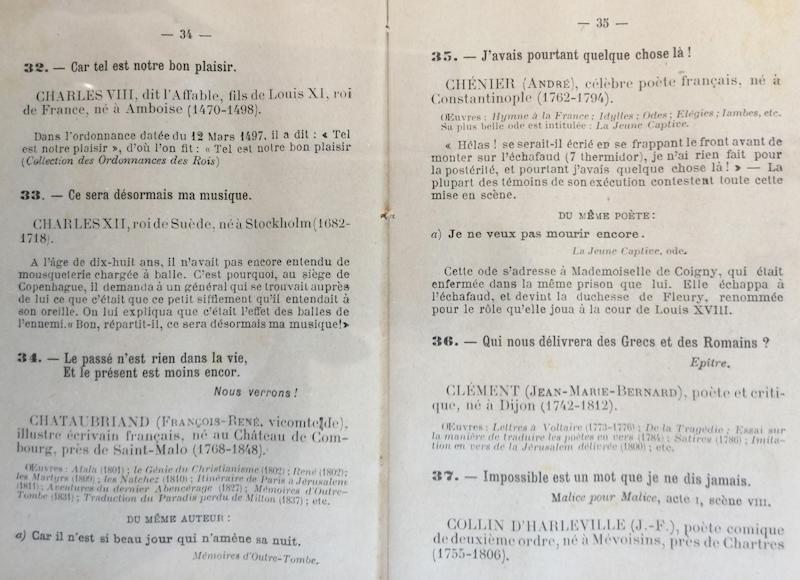 — 34 —
32. — Car tel est notre bon plaisir.
CHARLES VIII, dit l'Affable, fils de Louis XI, roi
de France, né à Amboise (1470-1498).
Dans l'ordonnance datée du 12 Mars 1497, il a dit : « Tel
est notre plaisir », d'où l'on fit : « Tel est notre bon plaisir
(Collection des Ordonnances des Rois)
33. — Ce sera désormais ma musique.
CHARLES XII, roi de Suède, né à Stockholm (1682-
1718).
A l'âge de dix-huit ans, il n'avait pas encore entendu de
mousqueterie chargée à balle. C'est pourquoi, au siège de
Copenhague, il demanda à un général qui se trouvait auprès
de lui ce que c'était que ce petit sifflement qu'il entendait à
son oreille. On lui expliqua que c'était l'effet des balles de
l'ennemi. « Bon, répartit-il, ce sera désormais ma musique! »
34. — Le passé n'est rien dans la vie,
Et le présent est moins encor.
Nous verrons !
CHATAUBRIAND (FRANÇOIS-RENÉ, vicomte de),
illustre écrivain français, né au Château de Com-
bourg, près de Saint-Malo (1768-1848).
Œuvres : Atala (1801) ; le Génie du Christianisme (1802) ; René (1802);
les Martyrs (1809) ; les Natchez (1810) ; Itinéraire de Paris à Jérusalem
(1811) ; Aventures du dernier Abencérage (1827) ; Mémoires d'Outre-
Tombe (1831) ; Traduction du Paradis perdu de Milton (1837) ; etc.
DU MÊME AUTEUR :
a) Car il n'est si beau jour qui n'amène sa nuit.
Mémoires d'Outre-Tombe.
— 35 —
35. — J'avais pourtant quelque chose là !
CHÉNIER (ANDRÉ), célèbre poète français, né à
Constantinople (1762-1794).
Œuvres : Hymne à la France ; Idylles ; Odes ; Elégies ; Iambes, etc.
Sa plus belle ode est intitulée : La Jeune Captive.
« Hélas ! se serait-il écrié en se frappant le front avant de
monter sur l'échafaud (7 thermidor), je n'ai rien fait pour
la postérité, et pourtant j'avais quelque chose là ! » — La
plupart des témoins de son exécution contestent toute cette
mise en scène.
DU MÊME POÈTE :
a) Je ne veux pas mourir encore.
La Jeune Captive, ode.
Cette ode s'adresse à Mademoiselle de Coigny, qui était
enfermée dans la même prison que lui. Elle échappa à
l'échafaud, et devint la duchesse de Fleury, renommée
pour le rôle qu'elle joua à la cour de Louis XVIII.
36. — Qui nous délivrera des Grecs et des Romains ?
Epître.
CLÉMENT (JEAN-MARIE-BERNARD), poète et criti-
que, né à Dijon (1742-1812).
Œuvres : Lettres à Voltaire (1773-1776) ; De la Tragédie ; Essai sur
la manière de traduire les poètes en vers (1784) ; Satires (1786) ; Imita-
tion en vers de la Jérusalem délivrée (1800) ; etc.
37. — Impossible est un mot que je ne dis jamais.
Malice pour Malice, acte I, scène VIII.
COLLIN D'HARLEVILLE (J.-F.), poète comique
de deuxième ordre, né à Mévoisins, près de Chartres
(1755-1806).